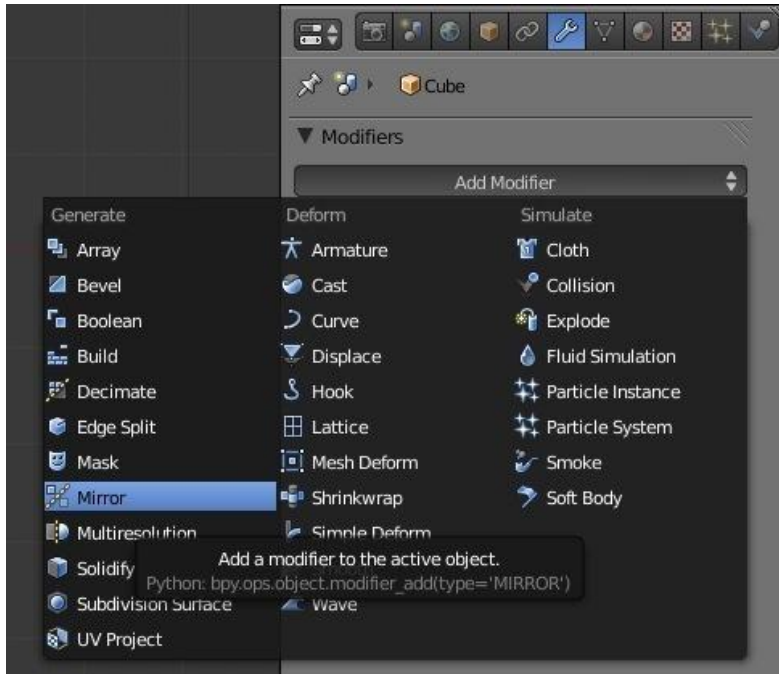 Cube
Modifiers
Add Modifier
Generate
Array
Bevel
Boolean
Build
Decimate
Edge Split
Mask
Mirror
Multiresolution
Solidify
Subdivision Surface
UV Project
Deform
Armature
Cast
Curve
Displace
Hook
Lattice
Mesh Deform
Shrinkwrap
Simple Deform
Wave
Simulate
Cloth
Collision
Explode
Fluid Simulation
Particle Instance
Particle System
Smoke
Soft Body
Add a modifier to the active object.
Python: bpy.ops.object.modifier_add(type='MIRROR')